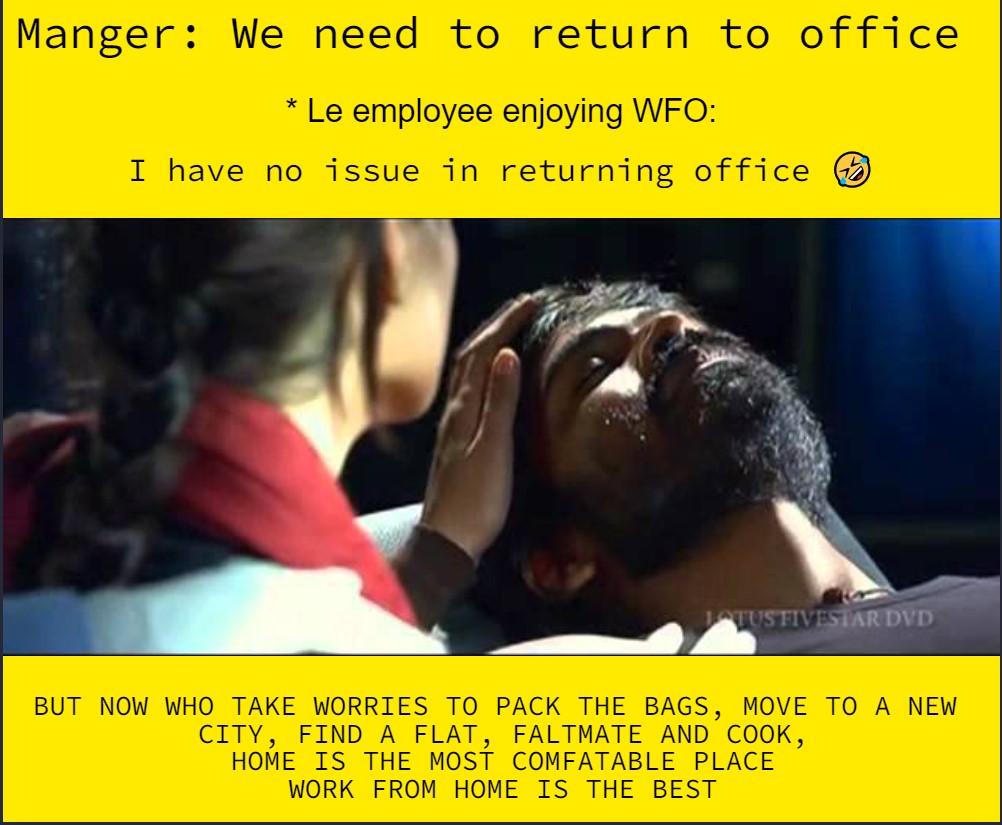 Manger: We need to return to office
* Le employee enjoying WFO:
I have no issue in returning office 🤣
LOTUS FIVESTAR DVD
BUT NOW WHO TAKE WORRIES TO PACK THE BAGS, MOVE TO A NEW
CITY, FIND A FLAT, FALTMATE AND COOK,
HOME IS THE MOST COMFATABLE PLACE
WORK FROM HOME IS THE BEST